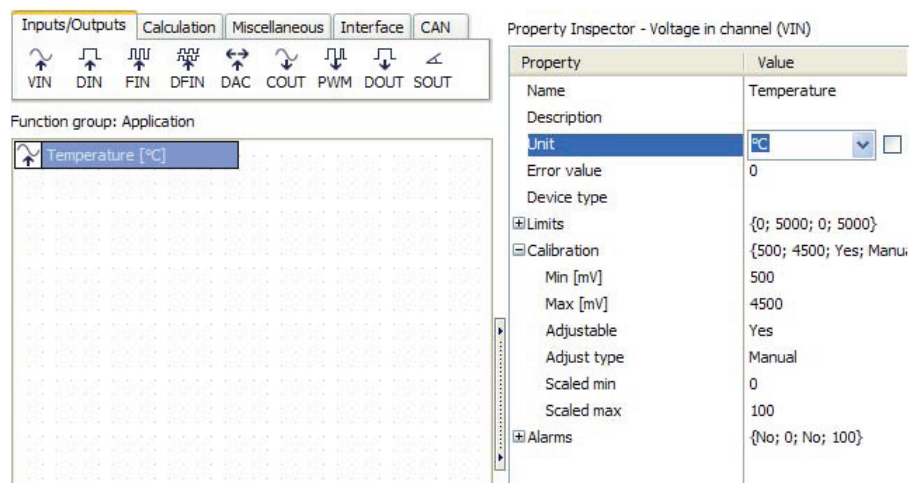 Inputs/Outputs Calculation Miscellaneous Interface CAN
VIN DIN FIN DFIN DAC COUT PWM DOUT SOUT
Function group: Application
Temperature [ºC]
Property Inspector - Voltage in channel (VIN)
Property Value
Name Temperature
Description
Unit ºC
Error value 0
Device type
Limits {0; 5000; 0; 5000}
Calibration {500; 4500; Yes; Manu
Min [mV] 500
Max [mV] 4500
Adjustable Yes
Adjust type Manual
Scaled min 0
Scaled max 100
Alarms {No; 0; No; 100}